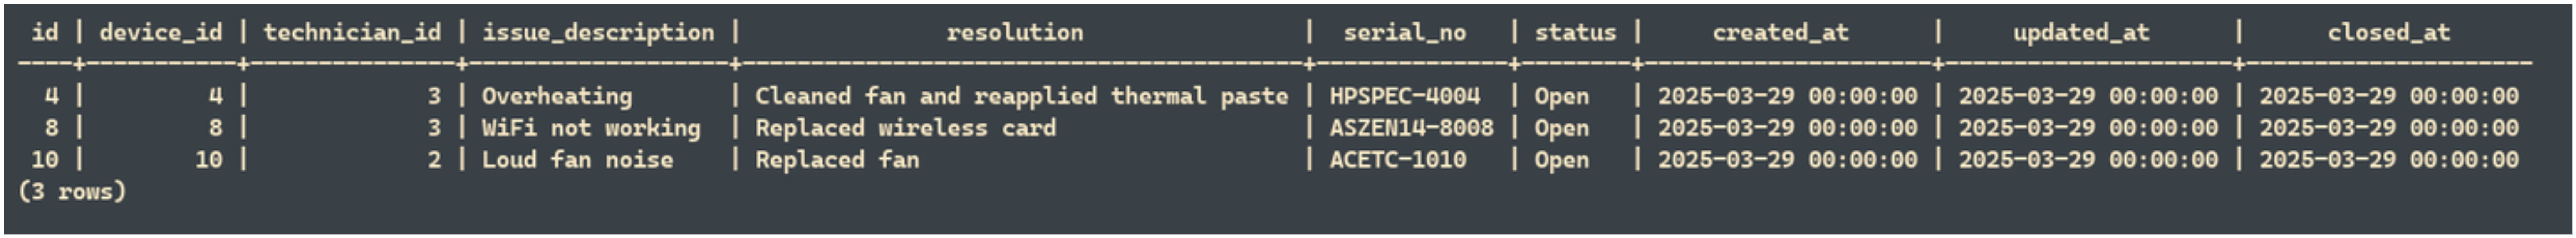 id | device_id | technician_id | issue_description |               resolution                |  serial_no   | status |     created_at      |     updated_at      |      closed_at      
----+-----------+---------------+-------------------+-----------------------------------------+--------------+--------+---------------------+---------------------+---------------------
  4 |         4 |             3 | Overheating       | Cleaned fan and reapplied thermal paste | HPSPEC-4004  | Open   | 2025-03-29 00:00:00 | 2025-03-29 00:00:00 | 2025-03-29 00:00:00
  8 |         8 |             3 | WiFi not working  | Replaced wireless card                  | ASZEN14-8008 | Open   | 2025-03-29 00:00:00 | 2025-03-29 00:00:00 | 2025-03-29 00:00:00
 10 |        10 |             2 | Loud fan noise    | Replaced fan                            | ACETC-1010   | Open   | 2025-03-29 00:00:00 | 2025-03-29 00:00:00 | 2025-03-29 00:00:00
(3 rows)